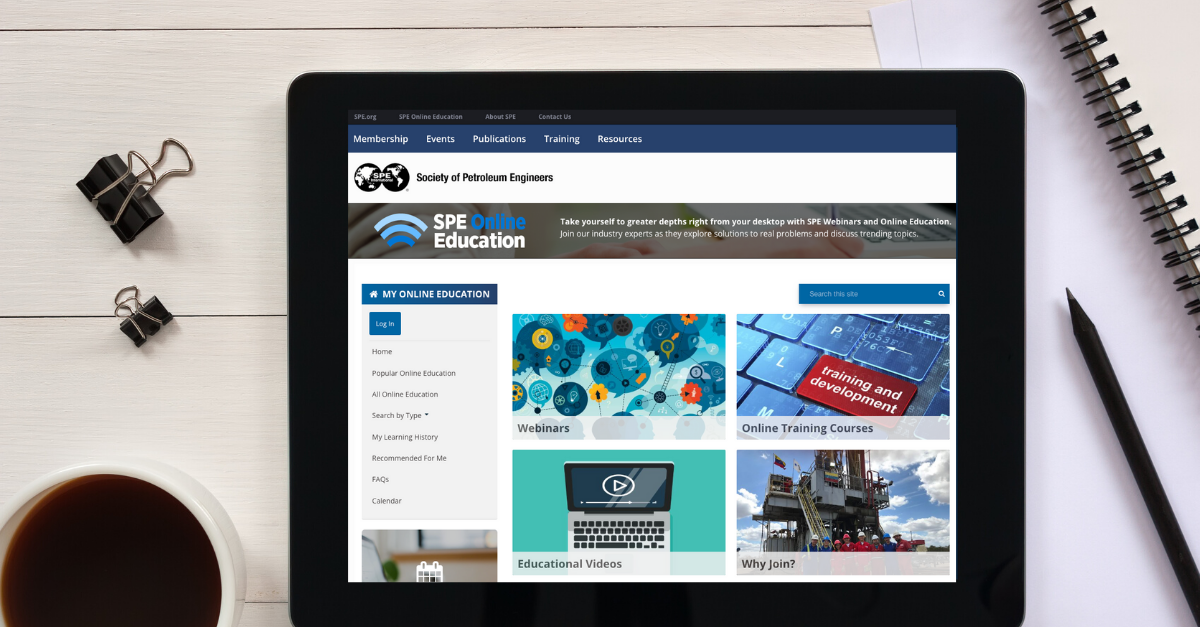 SPE.org SPE Online Education About SPE Contact Us
Membership Events Publications Training Resources
SPE
International
Society of Petroleum Engineers
SPE Online
Education
Take yourself to greater depths right from your desktop with SPE Webinars and Online Education.
Join our industry experts as they explore solutions to real problems and discuss trending topics.
MY ONLINE EDUCATION
Search this site
Log In
Home
Popular Online Education
All Online Education
Search by Type
My Learning History
Recommended For Me
FAQs
Calendar
Webinars
P
L
M
training and
development
Online Training Courses
Educational Videos
Why Join?